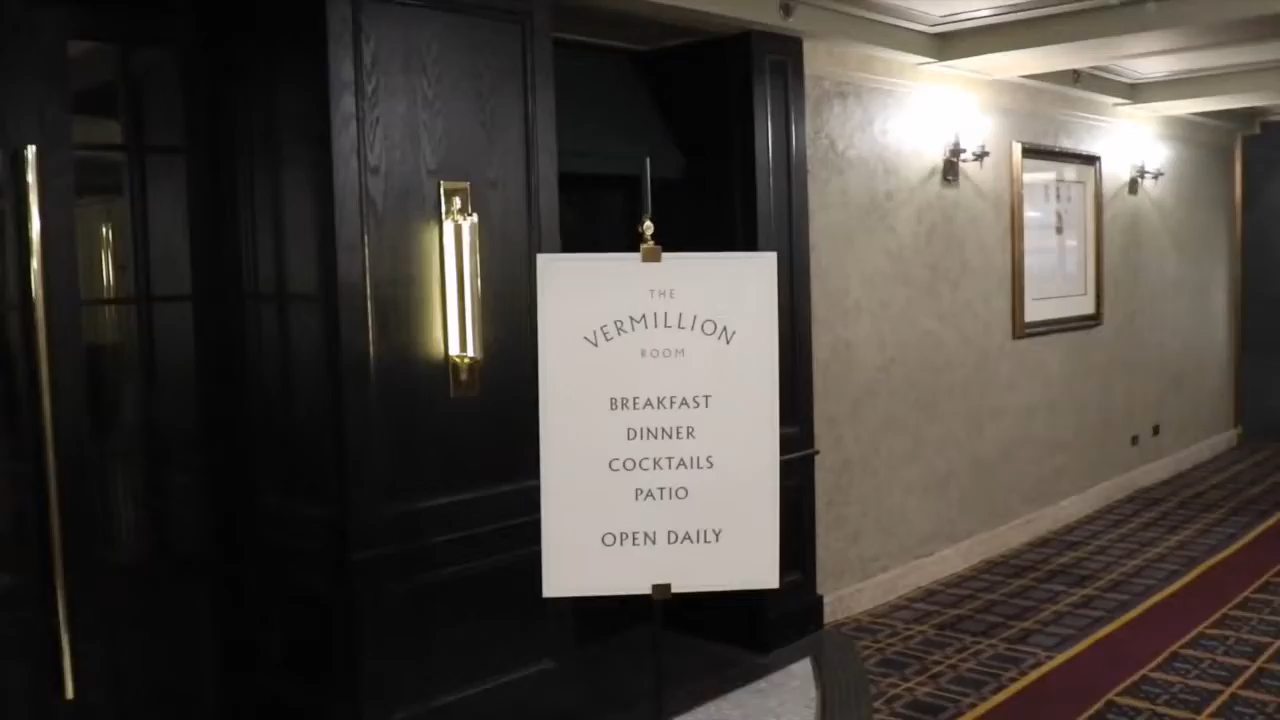 THE
VERMILLION
ROOM
BREAKFAST
DINNER
COCKTAILS
PATIO
OPEN DAILY